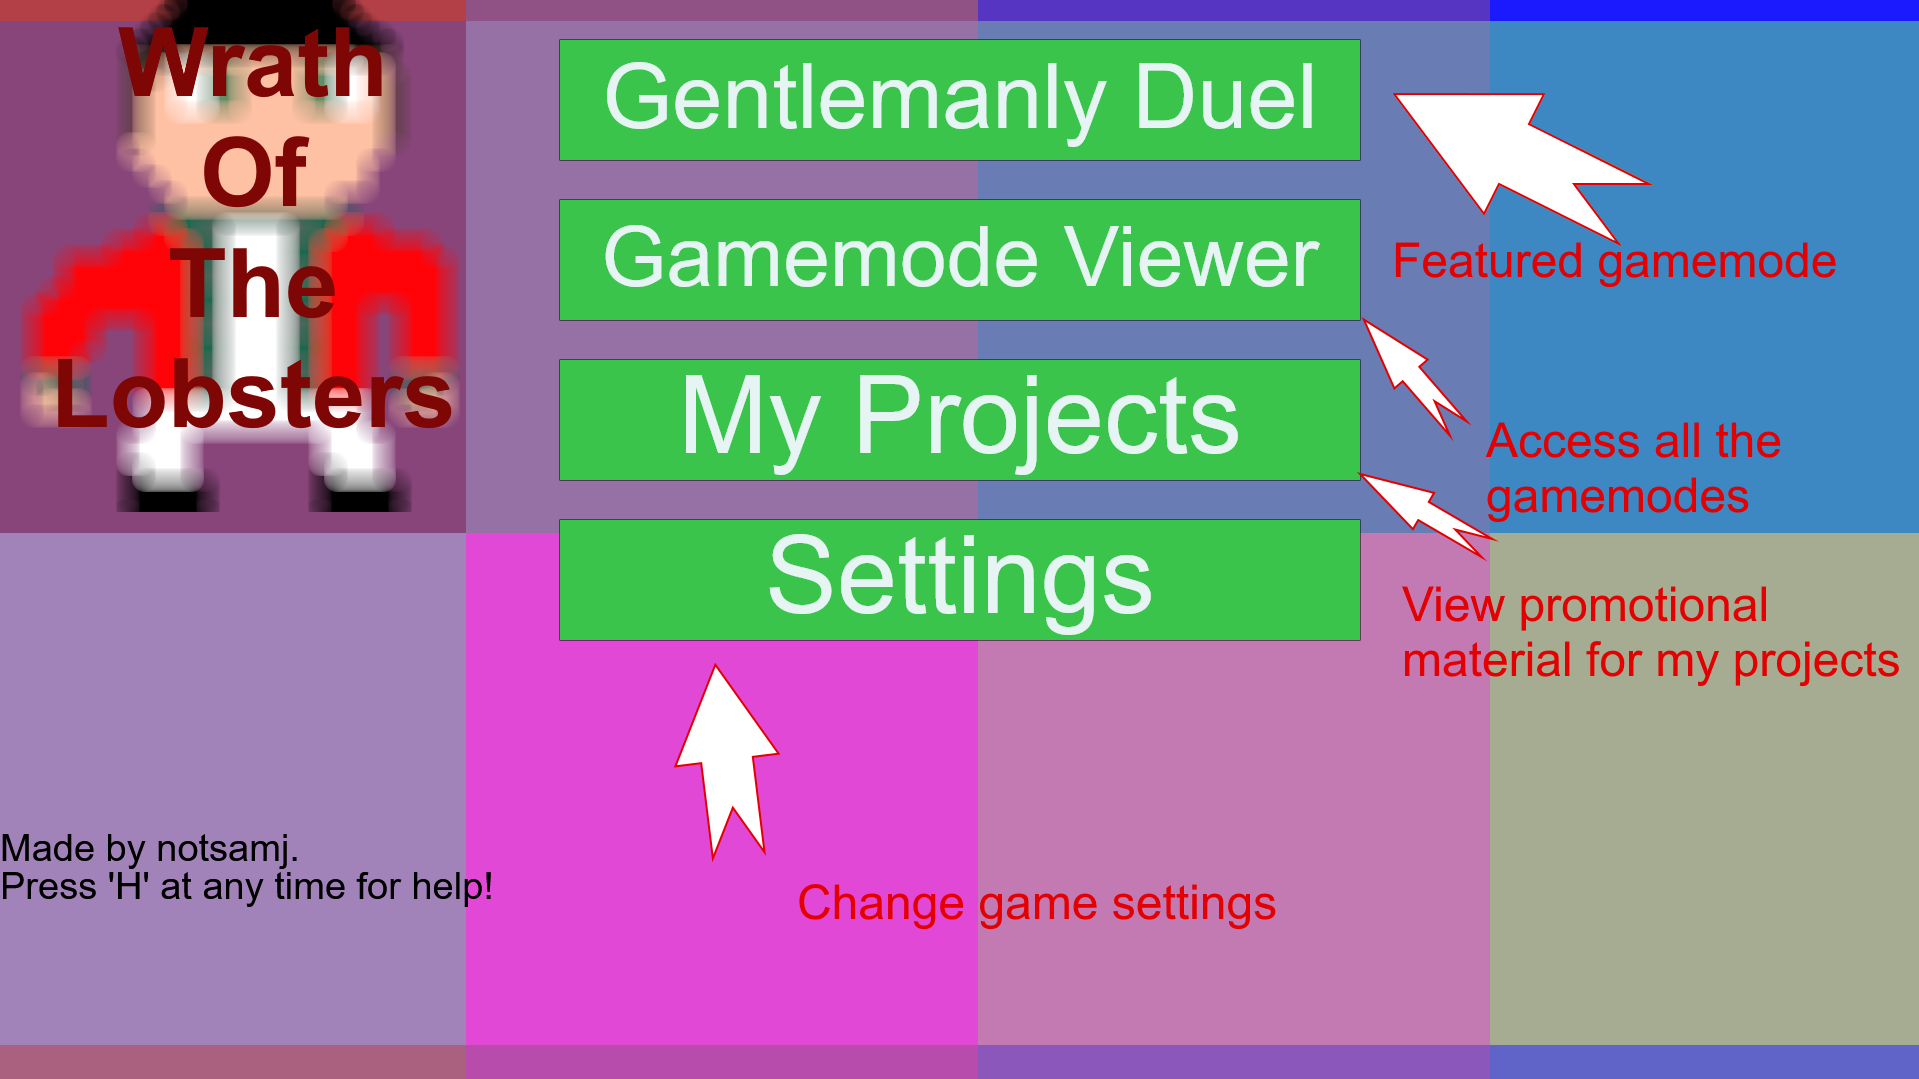 Wrath
Of
The
Lobsters
Gentlemanly Duel
Gamemode Viewer
My Projects
Settings
Featured gamemode
Access all the
gamemodes
View promotional
material for my projects
Change game settings
Made by notsamj.
Press 'H' at any time for help!